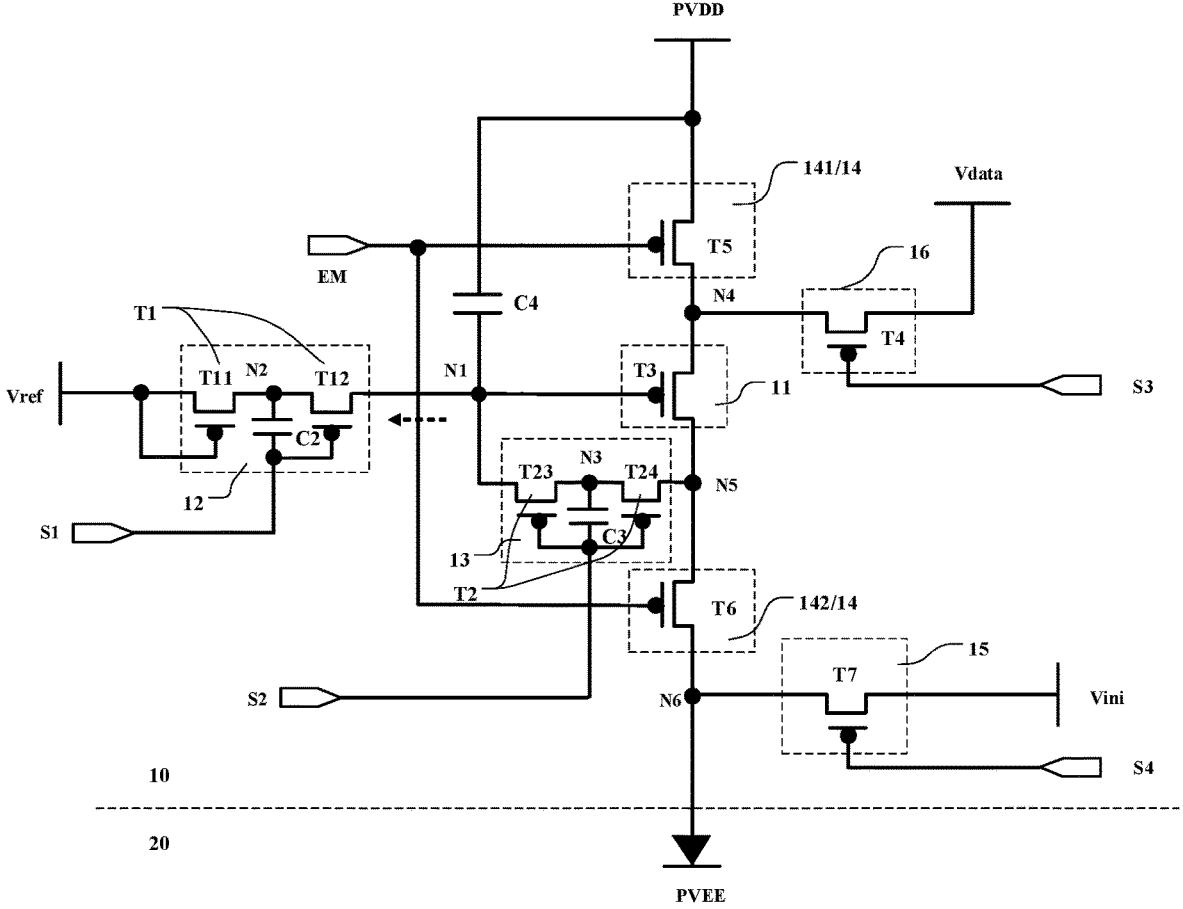 PVDD
141/14
Vdata
T5
EM
16
N4
C4
T1
T4
T11
N2
T12
N1
T3
Vref
11
S3
C2
N3
T23
T24
N5
12
S1
13
C3
T2
T6
142/14
15
T7
S2
N6
Vini
10
S4
20
PVEE